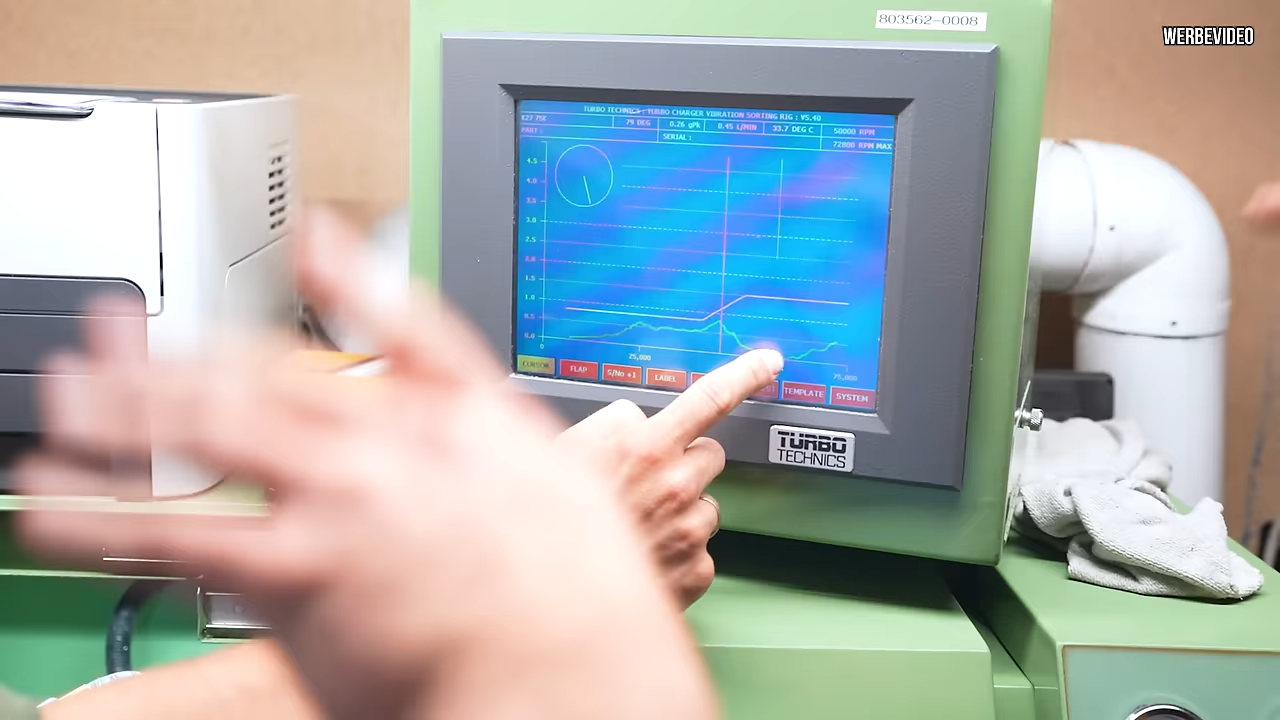 803562-0008
WERBEVIDEO
TURBO TECHNICS : TURBO CHARGER VIBRATION SORTING RIG : V5.40
79 DEG
0.26 gPk
0.45 L/MIN
33.7 DEG C
50000 RPM
PART :
SERIAL:
72800 RPM MAX
4.5
4.0
3.5
3.0
2.5
2.0
1.5
1.0
0.5
0.0
0
25,000
75,000
CURSOR
FLAP
S/No +1
LABEL
TEMPLATE
SYSTEM
TURBO
TECHNICS